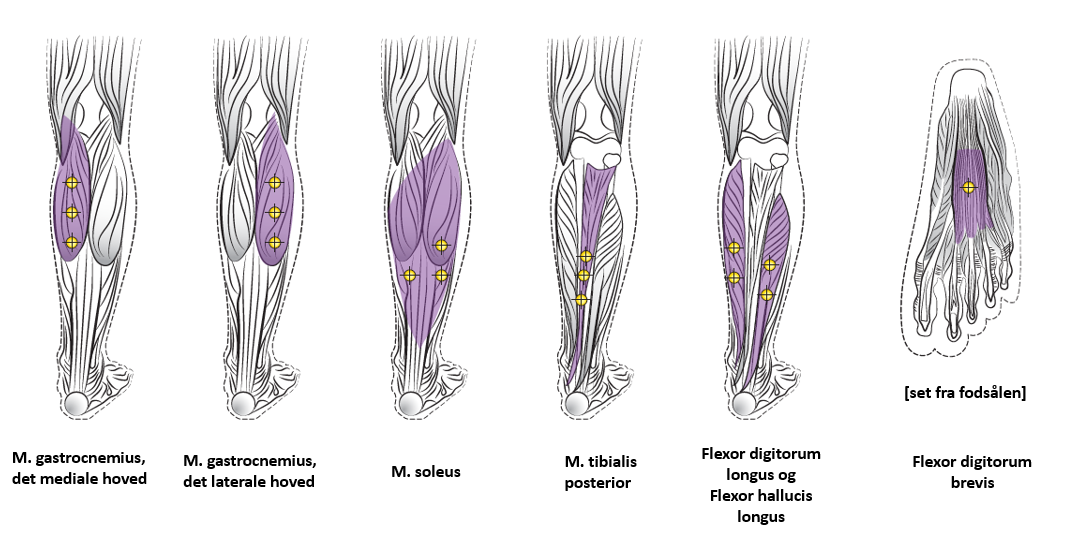 [set fra fodsålen]
M. gastrocnemius,
det mediale hoved
M. gastrocnemius,
det laterale hoved
M. soleus
M. tibialis
posterior
Flexor digitorum
longus og
Flexor hallucis
longus
Flexor digitorum
brevis